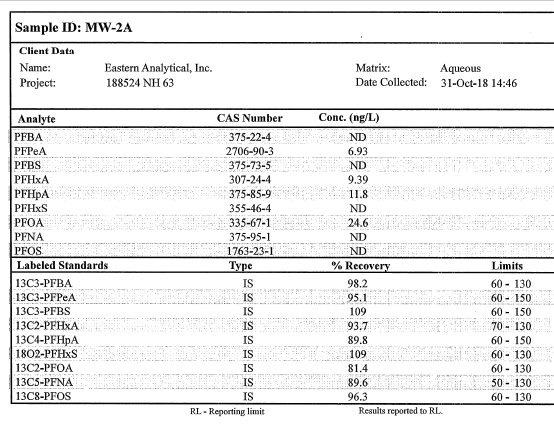 Sample ID: MW-2A
Client Data
Name: Eastern Analytical, Inc. Matrix: Aqueous
Project: 188524 NH 63 Date Collected: 31-Oct-18 14:46
Analyte CAS Number Conc. (ng/L)
PFBA 375-22-4 ND
PFPeA 2706-90-3 6.93
PFBS 375-73-5 ND
PFHxA 307-24-4 9.39
PFHpA 375-85-9 11.8
PFHxS 355-46-4 ND
PFOA 335-67-1 24.6
PFNA 375-95-1 ND
PFOS 1763-23-1 ND
Labeled Standards Type % Recovery Limits
13C3-PFBA IS 98.2 60 - 130
13C3-PFPeA IS 95.1 60 - 150
13C3-PFBS IS 109 60 - 150
13C2-PFHxA IS 93.7 70 - 130
13C4-PFHpA IS 89.8 60 - 150
18O2-PFHxS IS 109 60 - 130
13C2-PFOA IS 81.4 60 - 130
13C5-PFNA IS 89.6 50 - 130
13C8-PFOS IS 96.3 60 - 130
RL - Reporting limit Results reported to RL.